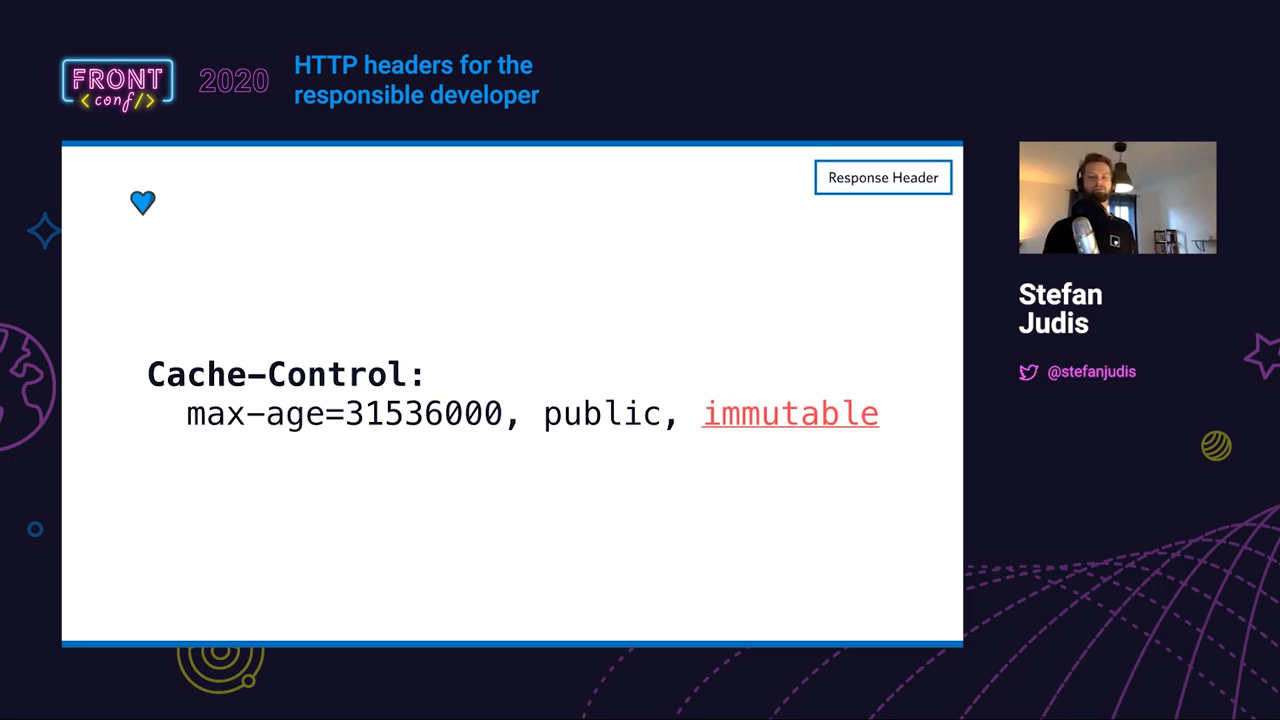 FRONT
<conf/>
2020
HTTP headers for the
responsible developer
Response Header
Cache-Control:
max-age=31536000, public, immutable
Stefan
Judis
@stefanjudis